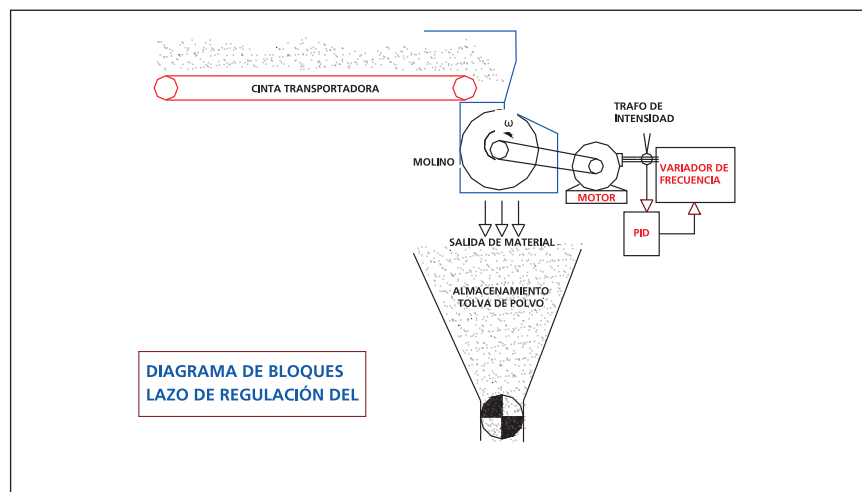 CINTA TRANSPORTADORA
TRAFO DE
INTENSIDAD
ω
MOLINO
VARIADOR DE
FRECUENCIA
MOTOR
PID
SALIDA DE MATERIAL
ALMACENAMIENTO
TOLVA DE POLVO
DIAGRAMA DE BLOQUES
LAZO DE REGULACIÓN DEL